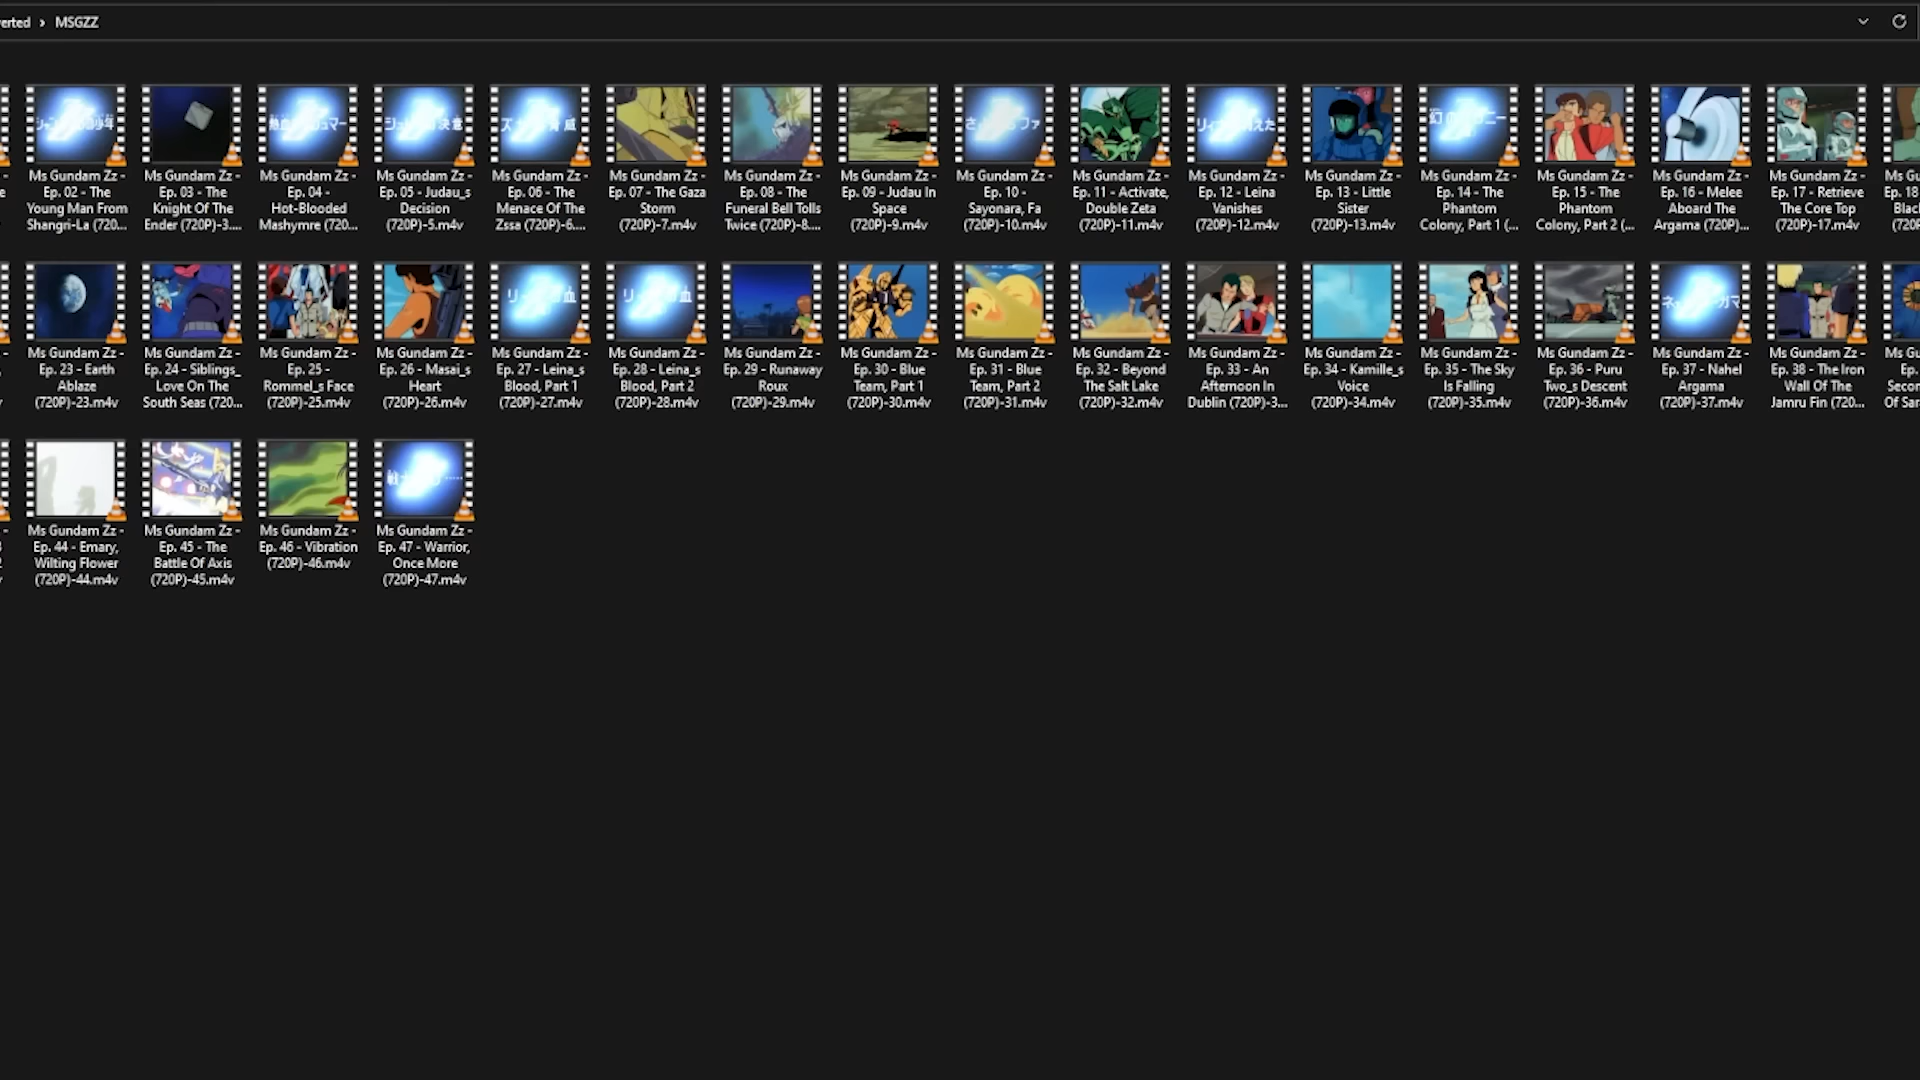 erted › MSGZZ
Ms Gundam Zz -
Ep. 02 - The
Young Man From
Shangri-La (720...
Ms Gundam Zz -
Ep. 03 - The
Knight Of The
Ender (720P)-3....
Ms Gundam Zz -
Ep. 04 -
Hot-Blooded
Mashymre (720...
Ms Gundam Zz -
Ep. 05 - Judau_s
Decision
(720P)-5.m4v
Ms Gundam Zz -
Ep. 06 - The
Menace Of The
Zssa (720P)-6....
Ms Gundam Zz -
Ep. 07 - The Gaza
Storm
(720P)-7.m4v
Ms Gundam Zz -
Ep. 08 - The
Funeral Bell Tolls
Twice (720P)-8....
Ms Gundam Zz -
Ep. 09 - Judau In
Space
(720P)-9.m4v
Ms Gundam Zz -
Ep. 10 -
Sayonara, Fa
(720P)-10.m4v
Ms Gundam Zz -
Ep. 11 - Activate,
Double Zeta
(720P)-11.m4v
Ms Gundam Zz -
Ep. 12 - Leina
Vanishes
(720P)-12.m4v
Ms Gundam Zz -
Ep. 13 - Little
Sister
(720P)-13.m4v
Ms Gundam Zz -
Ep. 14 - The
Phantom
Colony, Part 1 (...
Ms Gundam Zz -
Ep. 15 - The
Phantom
Colony, Part 2 (...
Ms Gundam Zz -
Ep. 16 - Melee
Aboard The
Argama (720P)...
Ms Gundam Zz -
Ep. 17 - Retrieve
The Core Top
(720P)-17.m4v
Ms Gu
Ep. 18
Blac
(720P
Ms Gundam Zz -
Ep. 23 - Earth
Ablaze
(720P)-23.m4v
Ms Gundam Zz -
Ep. 24 - Siblings_
Love On The
South Seas (720...
Ms Gundam Zz -
Ep. 25 -
Rommel_s Face
(720P)-25.m4v
Ms Gundam Zz -
Ep. 26 - Masai_s
Heart
(720P)-26.m4v
Ms Gundam Zz -
Ep. 27 - Leina_s
Blood, Part 1
(720P)-27.m4v
Ms Gundam Zz -
Ep. 28 - Leina_s
Blood, Part 2
(720P)-28.m4v
Ms Gundam Zz -
Ep. 29 - Runaway
Roux
(720P)-29.m4v
Ms Gundam Zz -
Ep. 30 - Blue
Team, Part 1
(720P)-30.m4v
Ms Gundam Zz -
Ep. 31 - Blue
Team, Part 2
(720P)-31.m4v
Ms Gundam Zz -
Ep. 32 - Beyond
The Salt Lake
(720P)-32.m4v
Ms Gundam Zz -
Ep. 33 - An
Afternoon In
Dublin (720P)-3...
Ms Gundam Zz -
Ep. 34 - Kamille_s
Voice
(720P)-34.m4v
Ms Gundam Zz -
Ep. 35 - The Sky
Is Falling
(720P)-35.m4v
Ms Gundam Zz -
Ep. 36 - Puru
Two_s Descent
(720P)-36.m4v
Ms Gundam Zz -
Ep. 37 - Nahel
Argama
(720P)-37.m4v
Ms Gundam Zz -
Ep. 38 - The Iron
Wall Of The
Jamru Fin (720...
Ms Gu
Ep.
Secon
Of Sar
Ms Gundam Zz -
Ep. 44 - Emary,
Wilting Flower
(720P)-44.m4v
Ms Gundam Zz -
Ep. 45 - The
Battle Of Axis
(720P)-45.m4v
Ms Gundam Zz -
Ep. 46 - Vibration
(720P)-46.m4v
Ms Gundam Zz -
Ep. 47 - Warrior,
Once More
(720P)-47.m4v